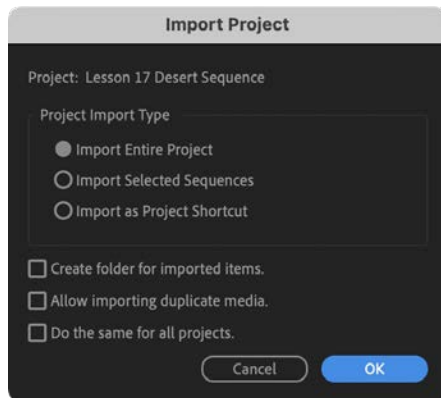 Import Project
Project: Lesson 17 Desert Sequence
Project Import Type
Import Entire Project
Import Selected Sequences
Import as Project Shortcut
Create folder for imported items.
Allow importing duplicate media.
Do the same for all projects.
Cancel OK